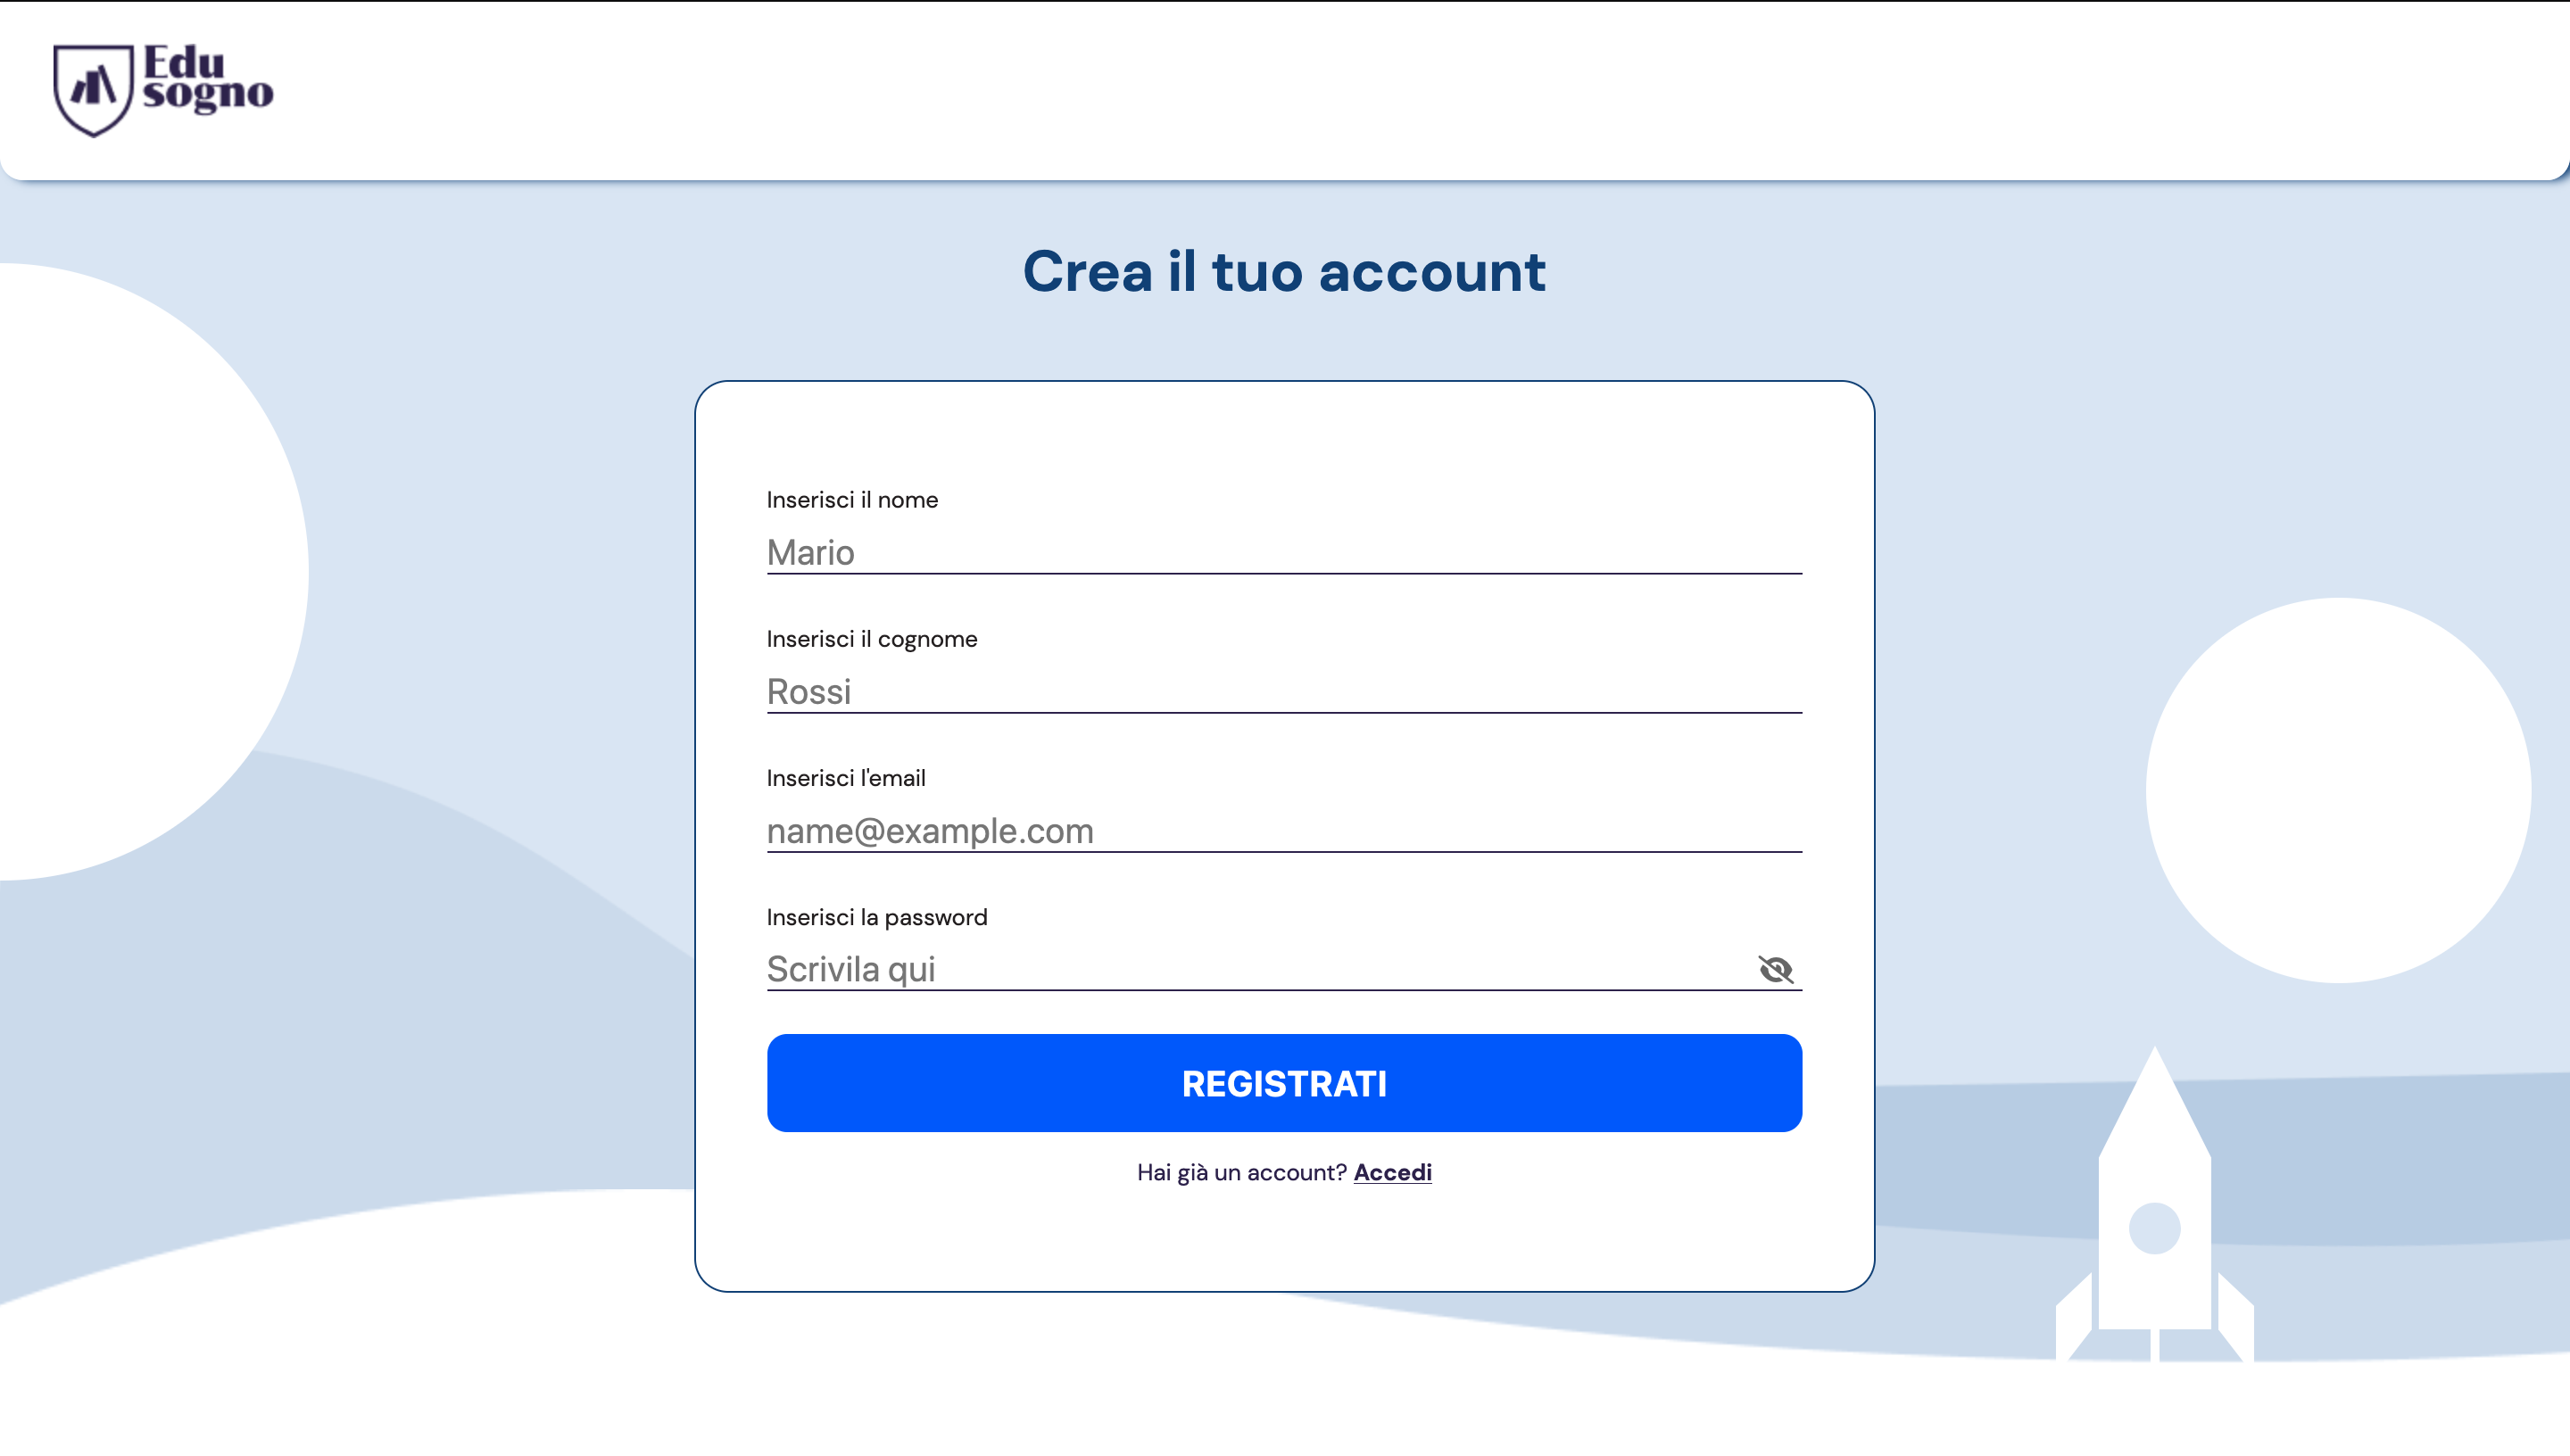 Edu
sogno
Crea il tuo account
Inserisci il nome
Mario
Inserisci il cognome
Rossi
Inserisci l'email
name@example.com
Inserisci la password
Scrivila qui
REGISTRATI
Hai già un account? Accedi